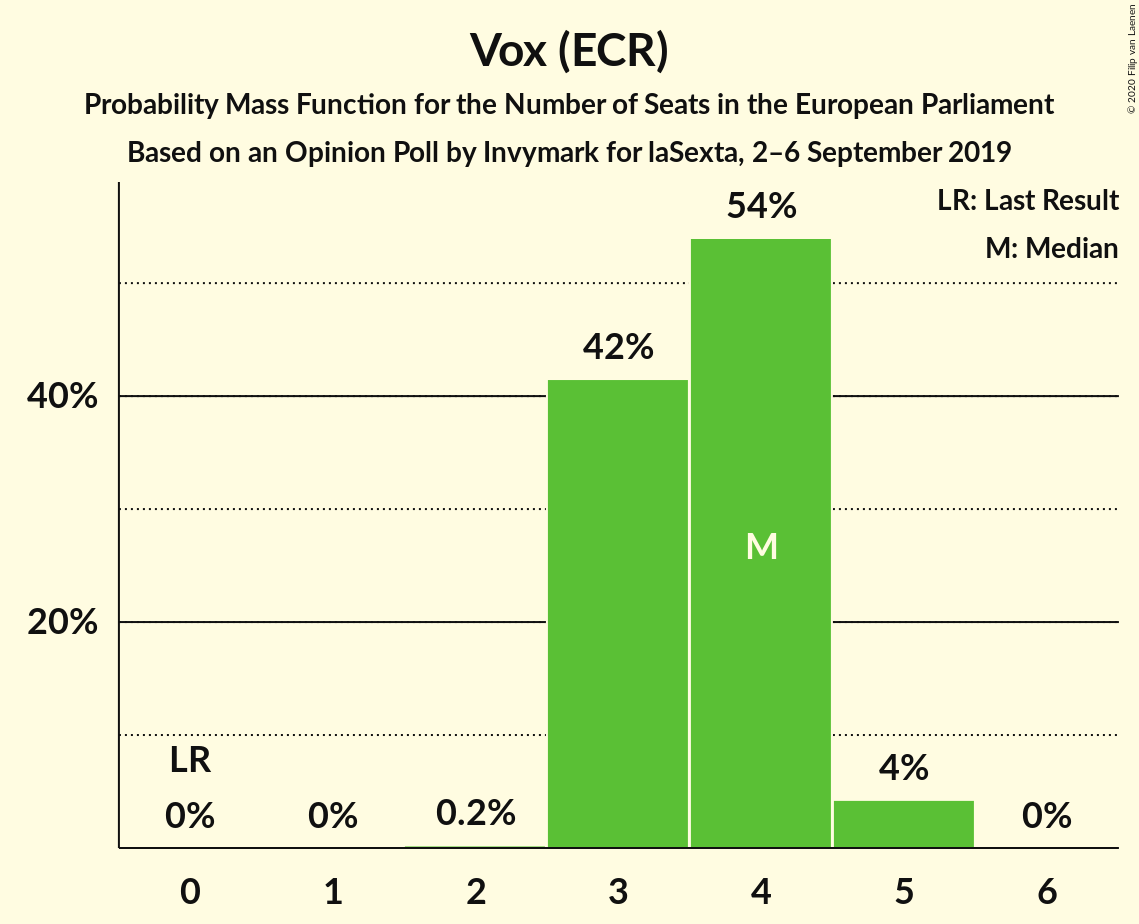 Vox (ECR)
Probability Mass Function for the Number of Seats in the European Parliament
Based on an Opinion Poll by Invymark for laSexta, 2–6 September 2019
© 2020 Filip van Laenen
LR: Last Result
M: Median
54%
42%
40%
M
20%
LR
0%
0%
0.2%
4%
0%
0
1
2
3
4
5
6